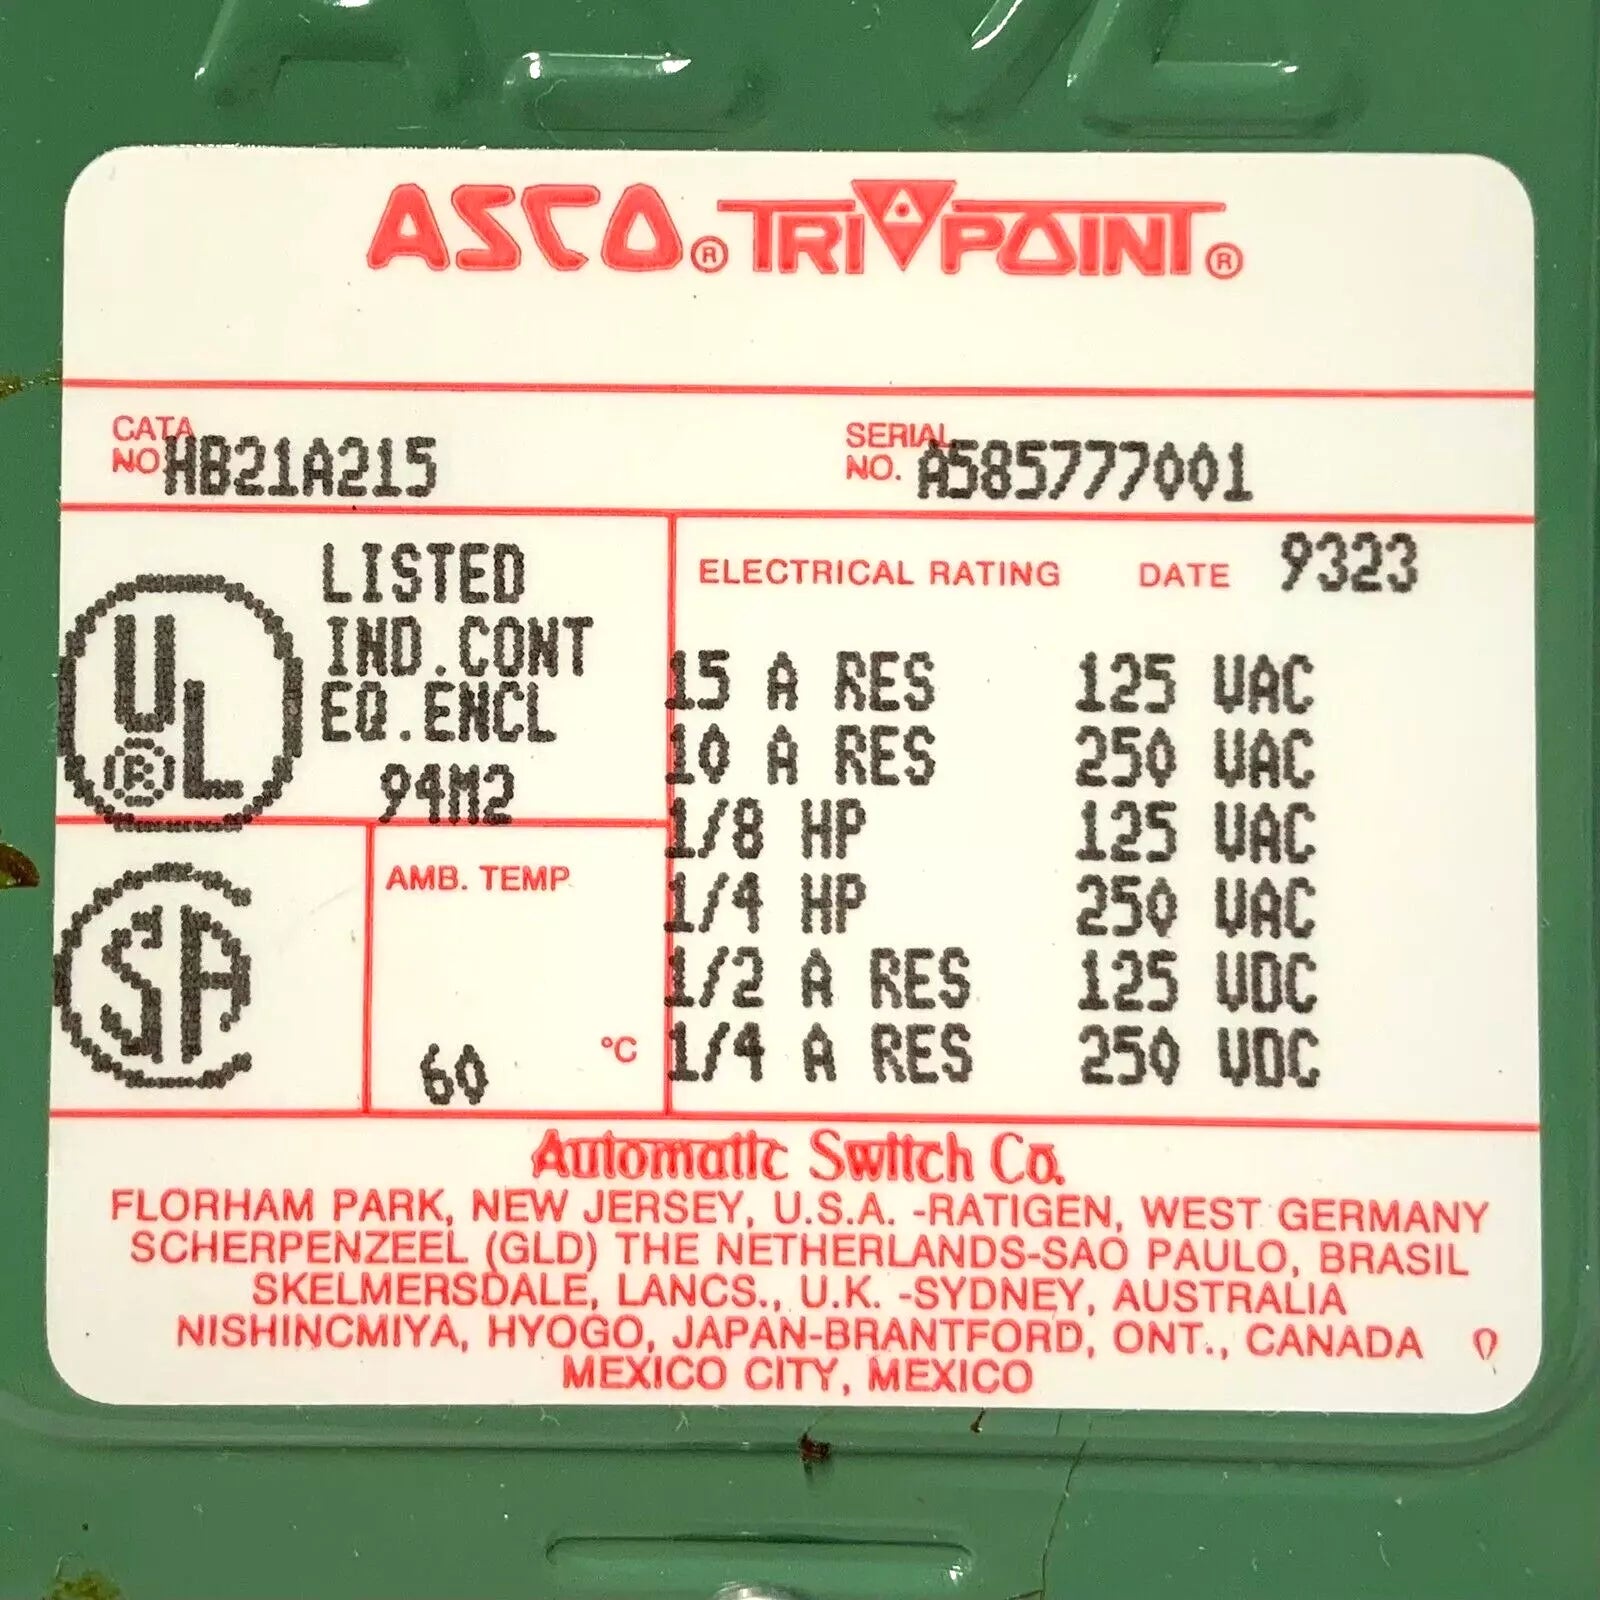 ASCO® TRI POINT®
CATA NO HB21A215
SERIAL NO. A585777001
UL®
LISTED
IND.CONT
EQ.ENCL
94M2
SA
AMB. TEMP
60 °C
ELECTRICAL RATING DATE 9323
15 A RES 125 VAC
10 A RES 250 VAC
1/8 HP 125 VAC
1/4 HP 250 VAC
1/2 A RES 125 VDC
1/4 A RES 250 VDC
Automatic Switch Co.
FLORHAM PARK, NEW JERSEY, U.S.A. -RATIGEN, WEST GERMANY
SCHERPENZEEL (GLD) THE NETHERLANDS-SAO PAULO, BRASIL
SKELMERSDALE, LANCS., U.K. -SYDNEY, AUSTRALIA
NISHINCMIYA, HYOGO, JAPAN-BRANTFORD, ONT., CANADA
MEXICO CITY, MEXICO